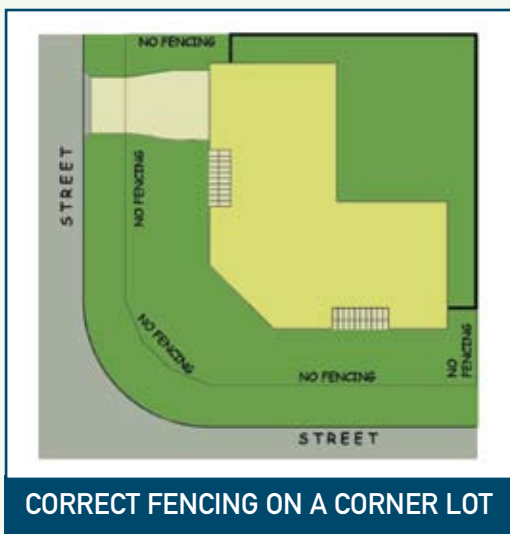 NO FENCING
STREET
NO FENCING
NO FENCING
NO FENCING
NO
FENCING
STREET
CORRECT FENCING ON A CORNER LOT